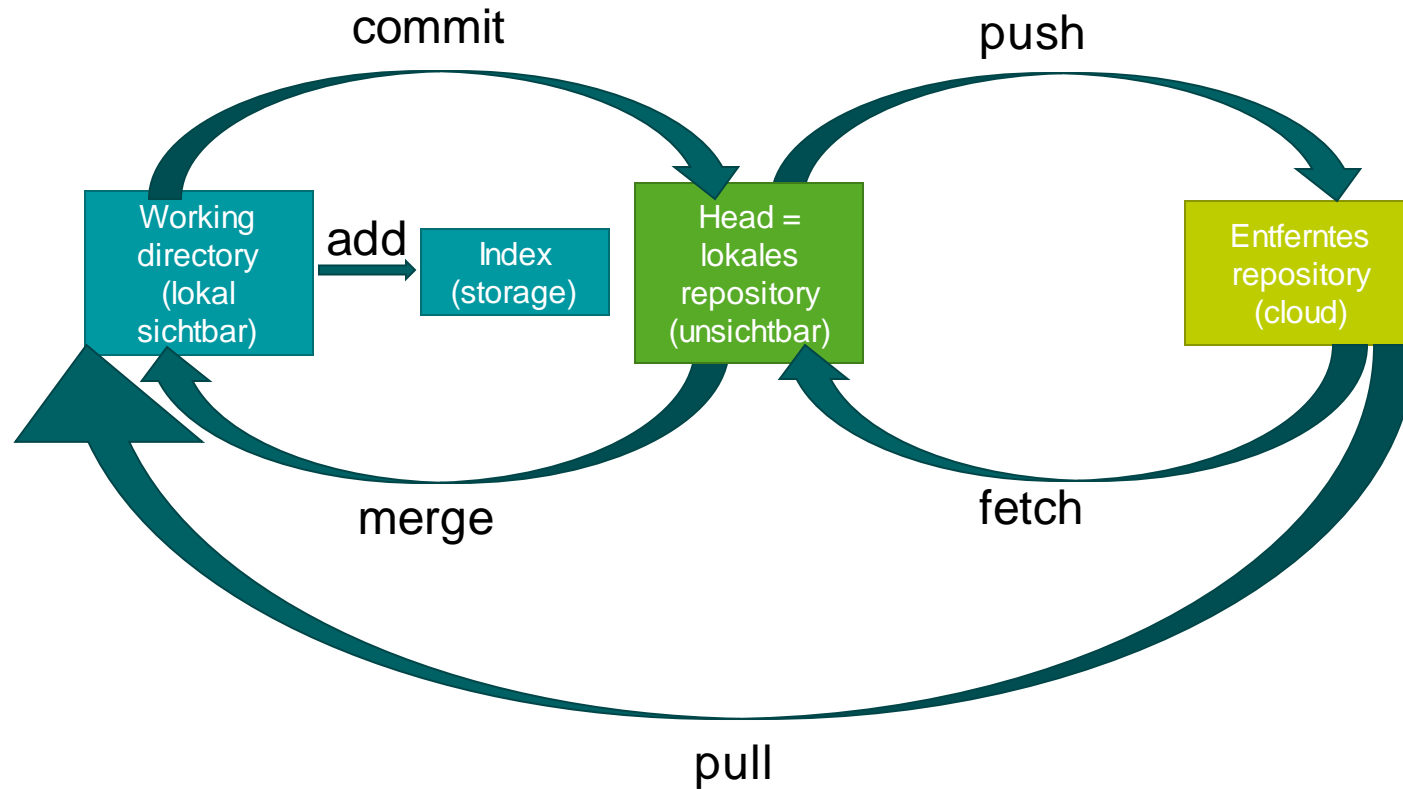 commit
push
Working
directory
(lokal
sichtbar)
add
Index
(storage)
Head =
lokales
repository
(unsichtbar)
Entferntes
repository
(cloud)
merge
fetch
pull